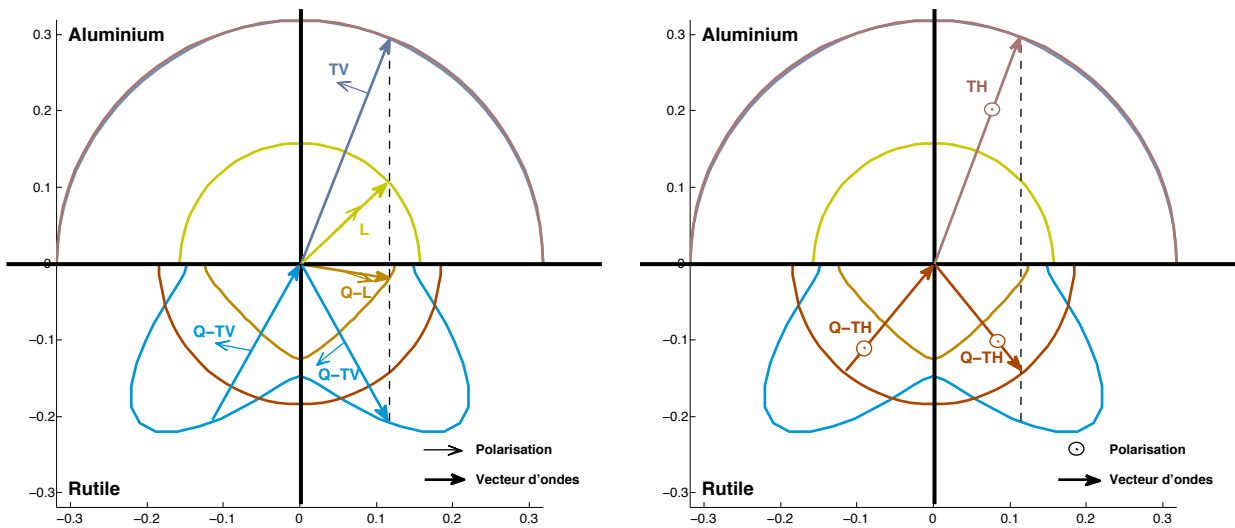 Aluminium
0.3
0.2
0.1
0
−0.1
−0.2
−0.3
TV
L
Q−L
Q−TV
Q−TV
Polarisation
Vecteur d'ondes
Rutile
−0.3 −0.2 −0.1 0 0.1 0.2 0.3
Aluminium
0.3
0.2
0.1
0
−0.1
−0.2
−0.3
TH
Q−TH
Q−TH
Polarisation
Vecteur d'ondes
Rutile
−0.3 −0.2 −0.1 0 0.1 0.2 0.3